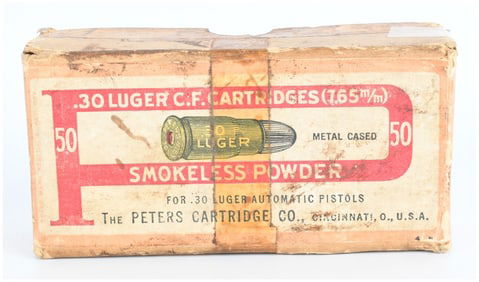 .30 LUGER C.F. CARTRIDGES (7.65 m/m)
50
30
LUGER
METAL CASED
50
SMOKELESS POWDER
FOR .30 LUGER AUTOMATIC PISTOLS
THE PETERS CARTRIDGE CO., CINCINNATI, O., U.S.A.